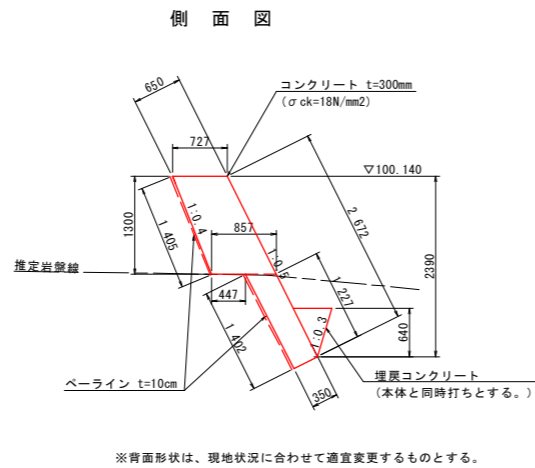 側面図
650
コンクリート t=300mm
(σck=18N/mm2)
727
▽100.140
1300
1:0.4
1 405
857
2 672
2390
1:0.5
推定岩盤線
447
1 227
1 402
1:0.3
640
ペーライン t=10cm
350
埋戻コンクリート
(本体と同時打ちとする。)
※背面形状は、現地状況に合わせて適宜変更するものとする。